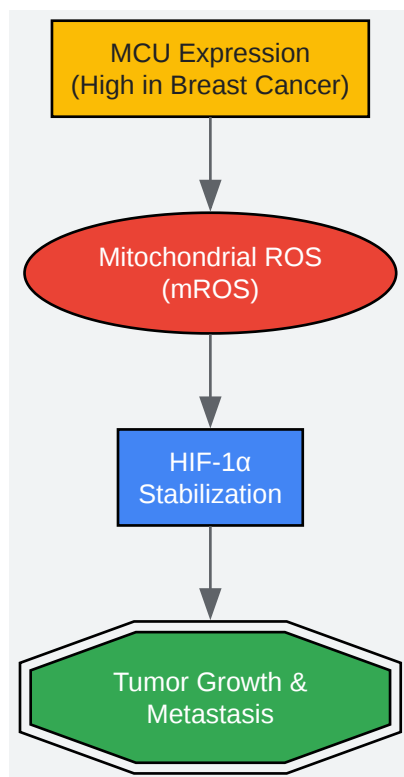 MCU Expression
(High in Breast Cancer)
Mitochondrial ROS
(mROS)
HIF-1α
Stabilization
Tumor Growth &
Metastasis